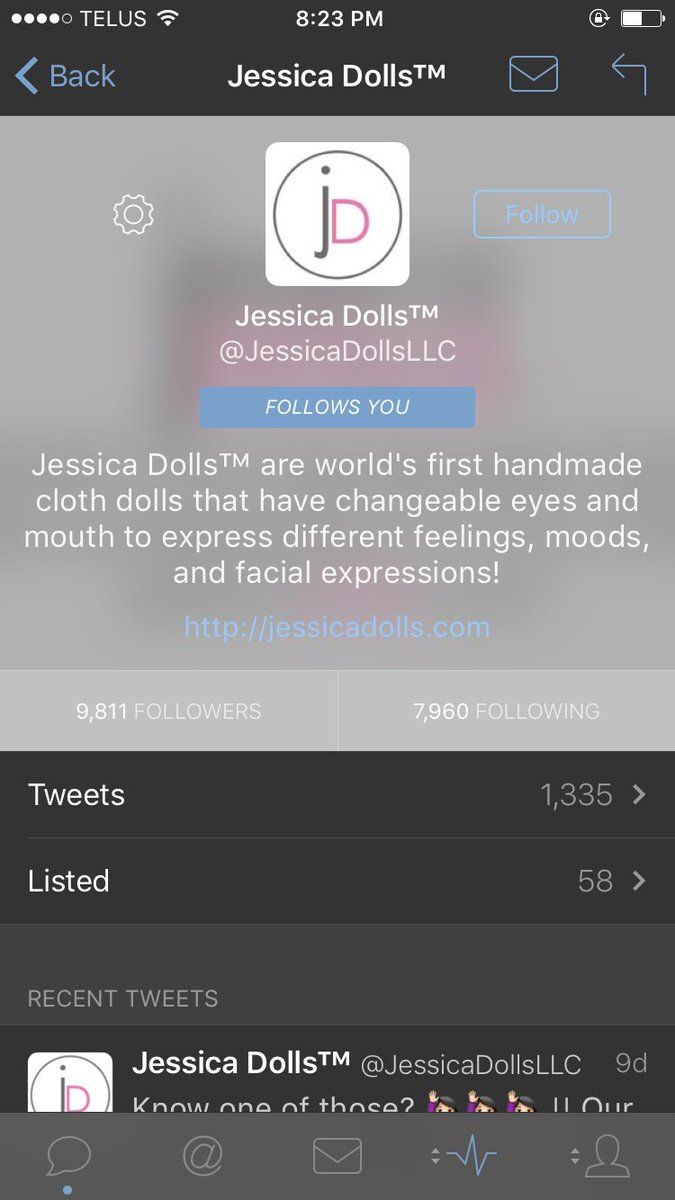 TELUS 8:23 PM
Back Jessica Dolls™
jD
Follow
Jessica Dolls™
@JessicaDollsLLC
FOLLOWS YOU
Jessica Dolls™ are world's first handmade
cloth dolls that have changeable eyes and
mouth to express different feelings, moods,
and facial expressions!
http://jessicadolls.com
9,811 FOLLOWERS 7,960 FOLLOWING
Tweets 1,335
Listed 58
RECENT TWEETS
Jessica Dolls™ @JessicaDollsLLC 9d
jD
Know one of those? 🙋🏻🙋🏻🙋🏻 !! Our
@